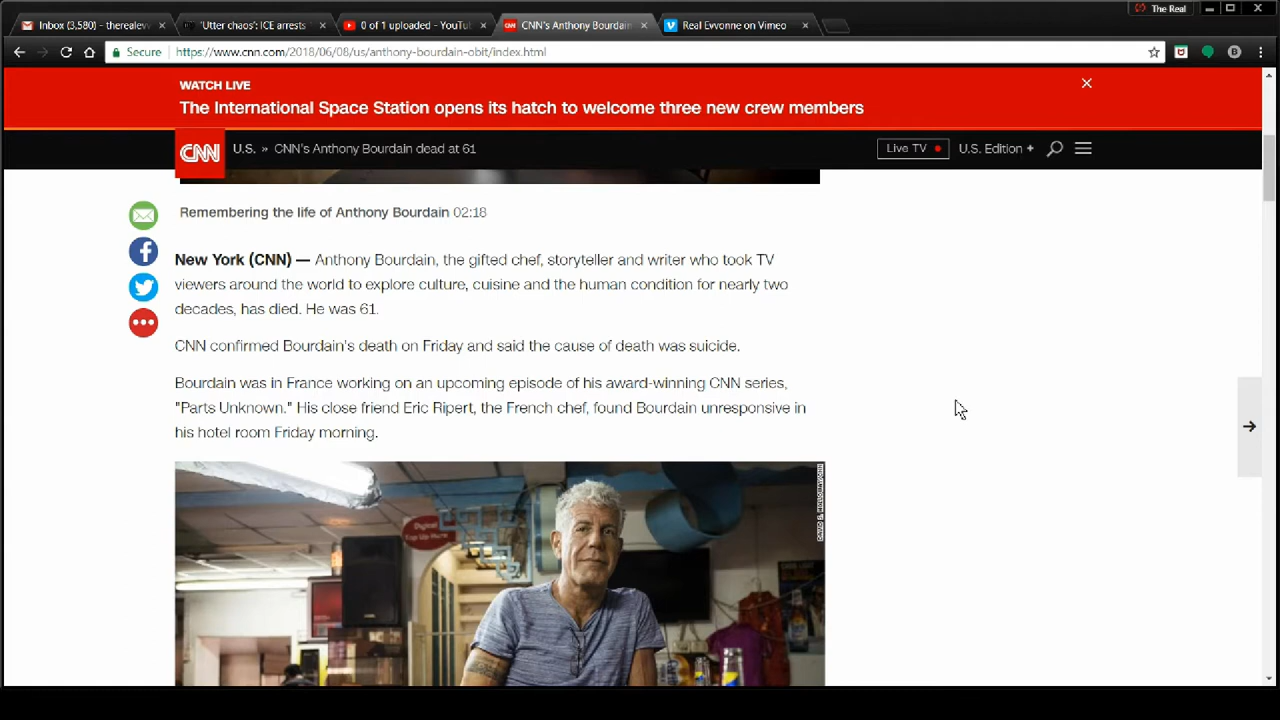 The Real
Inbox (3,580) - therealevv
'Utter chaos': ICE arrests
0 of 1 uploaded - YouTu
CNN's Anthony Bourdain
Real Evvonne on Vimeo
Secure
https://www.cnn.com/2018/06/08/us/anthony-bourdain-obit/index.html
B
WATCH LIVE
The International Space Station opens its hatch to welcome three new crew members
CNN
U.S. » CNN's Anthony Bourdain dead at 61
Live TV
U.S. Edition +
Remembering the life of Anthony Bourdain 02:18
New York (CNN) — Anthony Bourdain, the gifted chef, storyteller and writer who took TV
viewers around the world to explore culture, cuisine and the human condition for nearly two
decades, has died. He was 61.
CNN confirmed Bourdain's death on Friday and said the cause of death was suicide.
Bourdain was in France working on an upcoming episode of his award-winning CNN series,
"Parts Unknown." His close friend Eric Ripert, the French chef, found Bourdain unresponsive in
his hotel room Friday morning.
Digital
Top Up Here